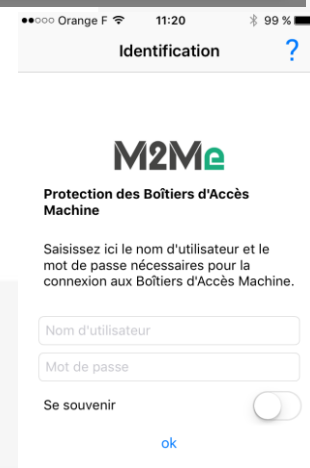 Orange F 11:20 99 %
Identification ?
M2Me
Protection des Boîtiers d'Accès
Machine
Saisissez ici le nom d'utilisateur et le
mot de passe nécessaires pour la
connexion aux Boîtiers d'Accès Machine.
Nom d'utilisateur
Mot de passe
Se souvenir
ok